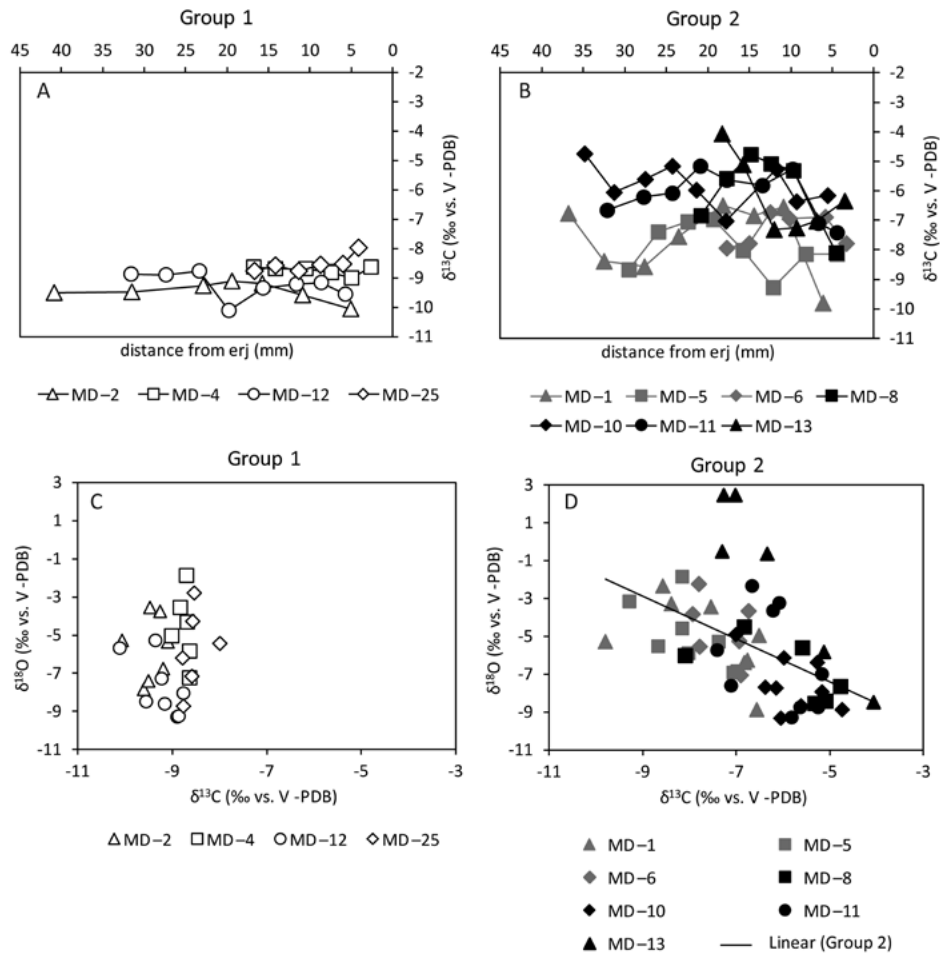 Group 1
45 40 35 30 25 20 15 10 5 0
A
-2
-3
-4
-5
-6
-7
-8
-9
-10
-11
δ¹³C (‰ vs. V -PDB)
distance from erj (mm)
MD–2 MD–4 MD–12 MD–25
Group 2
45 40 35 30 25 20 15 10 5 0
B
-2
-3
-4
-5
-6
-7
-8
-9
-10
-11
δ¹³C (‰ vs. V -PDB)
distance from erj (mm)
MD–1 MD–5 MD–6 MD–8
MD–10 MD–11 MD–13
Group 1
C
3
1
-1
-3
-5
-7
-9
-11
δ¹⁸O (‰ vs. V -PDB)
-11 -9 -7 -5 -3
δ¹³C (‰ vs. V -PDB)
MD–2 MD–4 MD–12 MD–25
Group 2
D
3
1
-1
-3
-5
-7
-9
-11
δ¹⁸O (‰ vs. V -PDB)
-11 -9 -7 -5 -3
δ¹³C (‰ vs. V -PDB)
MD–1 MD–5
MD–6 MD–8
MD–10 MD–11
MD–13 Linear (Group 2)